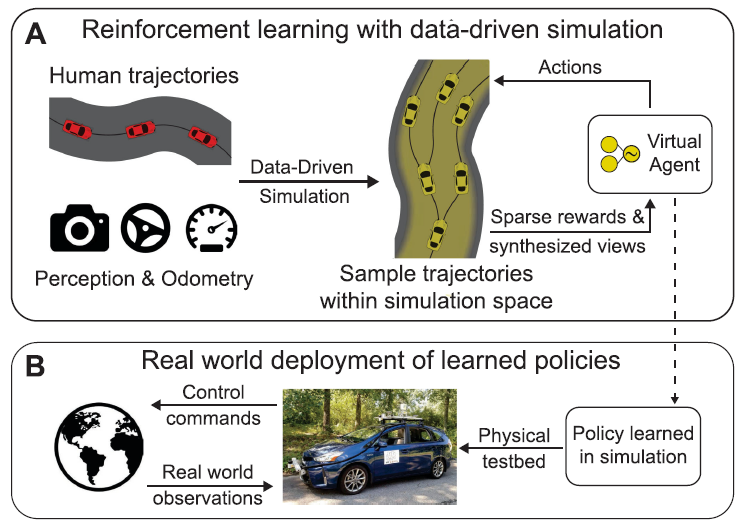 A
Reinforcement learning with data-driven simulation
Human trajectories
Actions
Virtual
Agent
Data-Driven
Simulation
Sparse rewards &
synthesized views
Perception & Odometry
Sample trajectories
within simulation space
B
Real world deployment of learned policies
Control
commands
Real world
observations
Physical
testbed
Policy learned
in simulation